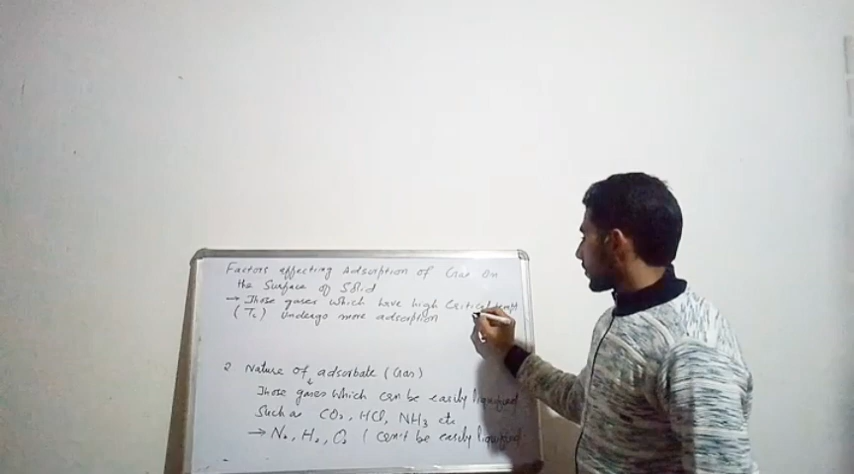 Factors affecting Adsorption of Gas on
the Surface of Solid
→ Those gases which have high Critical temp
(Tc) undergo more adsorption
2 Nature of adsorbate (Gas)
Those gases which can be easily liquified
Such as CO2, HCl, NH3 etc
→ N2, H2, O2 can't be easily liquified